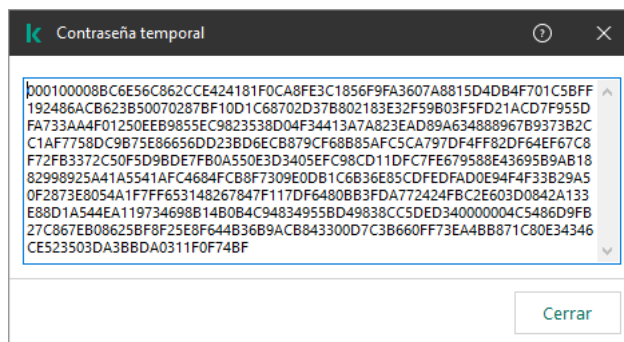 Contraseña temporal
000100008BC6E56C862CCE424181F0CA8FE3C1856F9FA3607A8815D4DB4F701C5BFF
192486ACB623B50070287BF10D1C68702D37B802183E32F59B03F5FD21ACD7F955D
FA733AA4F01250EEB9855EC9823538D04F34413A7A823EAD89A634888967B9373B2C
C1AF7758DC9B75E86656DD23BD6ECB879CF68B85AFC5CA797DF4FF82DF64EF67C8
F72FB3372C50F5D9BDE7FB0A550E3D3405EFC98CD11DFC7FE679588E43695B9AB18
82998925A41A5541AFC4684FCB8F7309E0DB1C6B36E85CDFEDFAD0E94F4F33B29A5
0F2873E8054A1F7FF653148267847F117DF6480BB3FDA772424FBC2E603D0842A133
E88D1A544EA119734698B14B0B4C94834955BD49838CC5DED340000004C5486D9FB
27C867EB08625BF8F25E8F644B36B9ACB843300D7C3B660FF73EA4BB871C80E34346
CE523503DA3BBDA0311F0F74BF
Cerrar